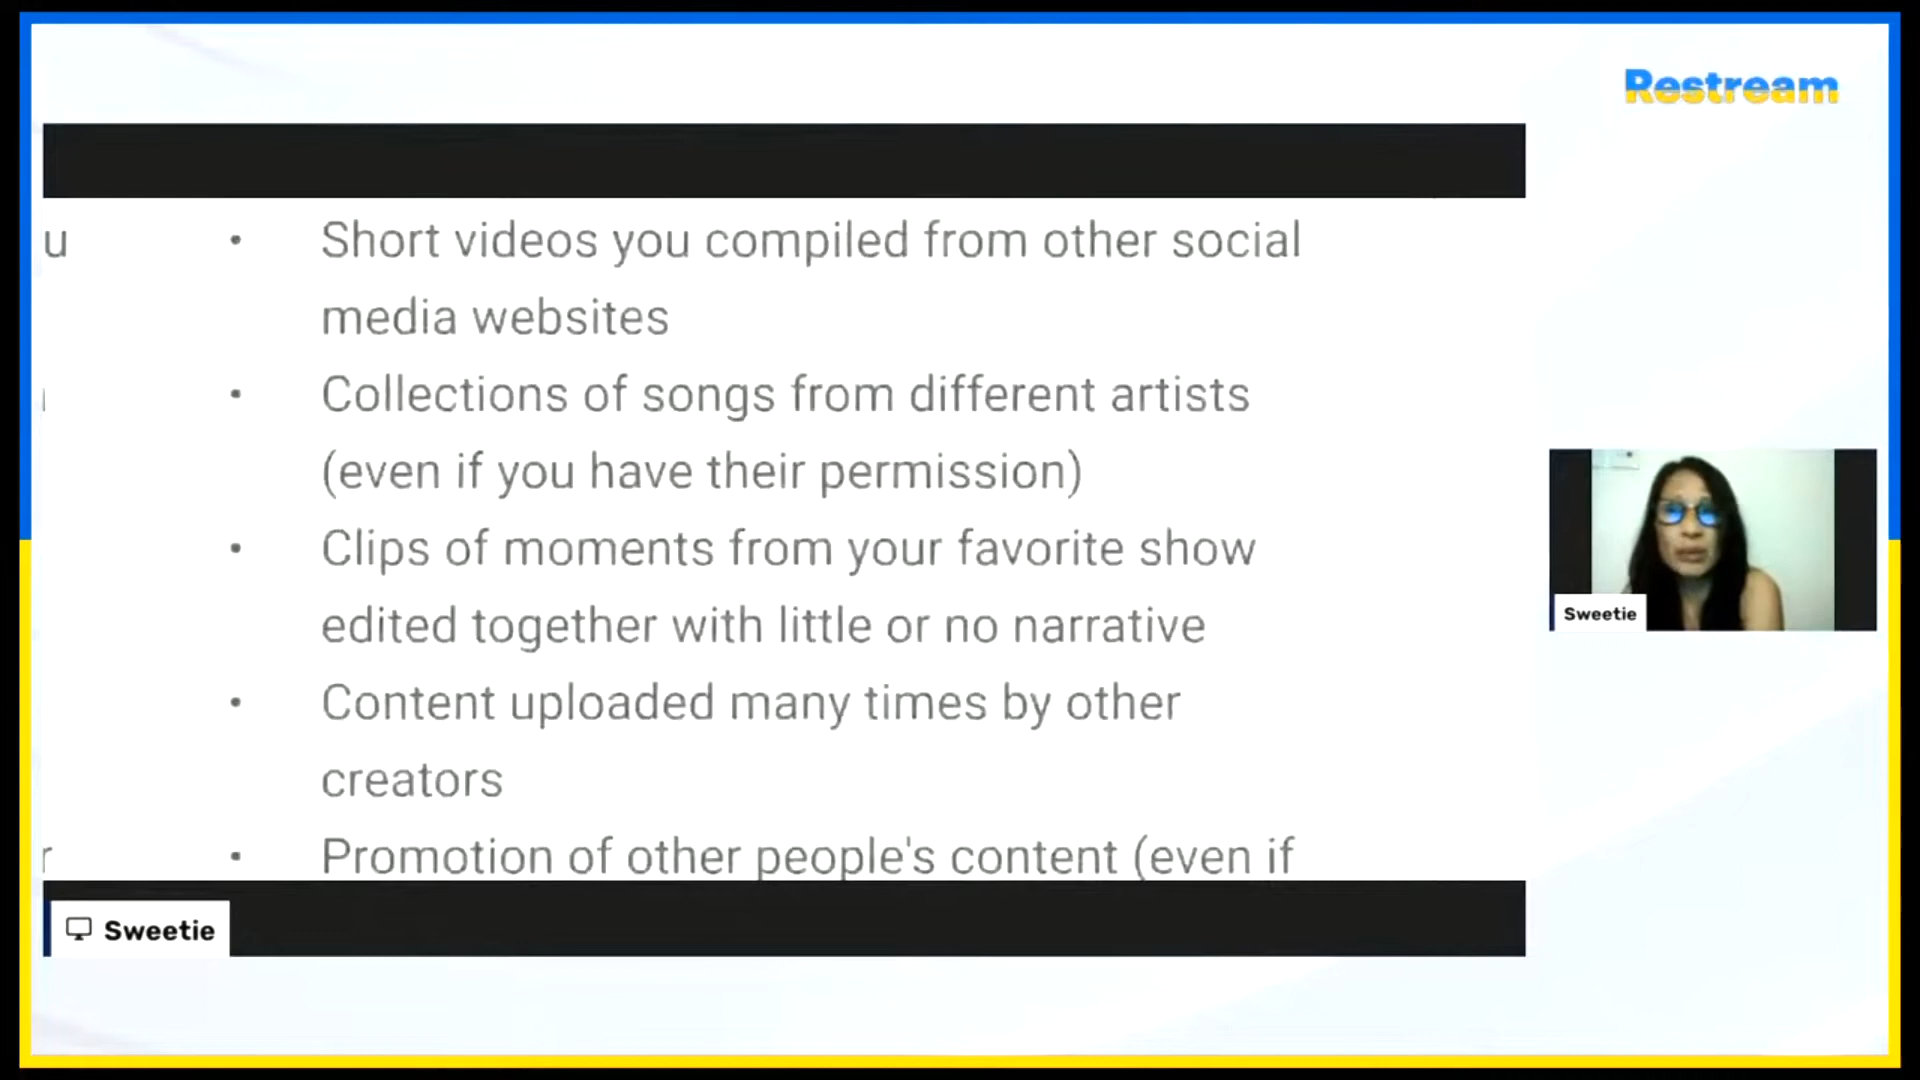 Restream
u
• Short videos you compiled from other social
media websites
• Collections of songs from different artists
(even if you have their permission)
• Clips of moments from your favorite show
edited together with little or no narrative
• Content uploaded many times by other
creators
r
• Promotion of other people's content (even if
Sweetie
Sweetie